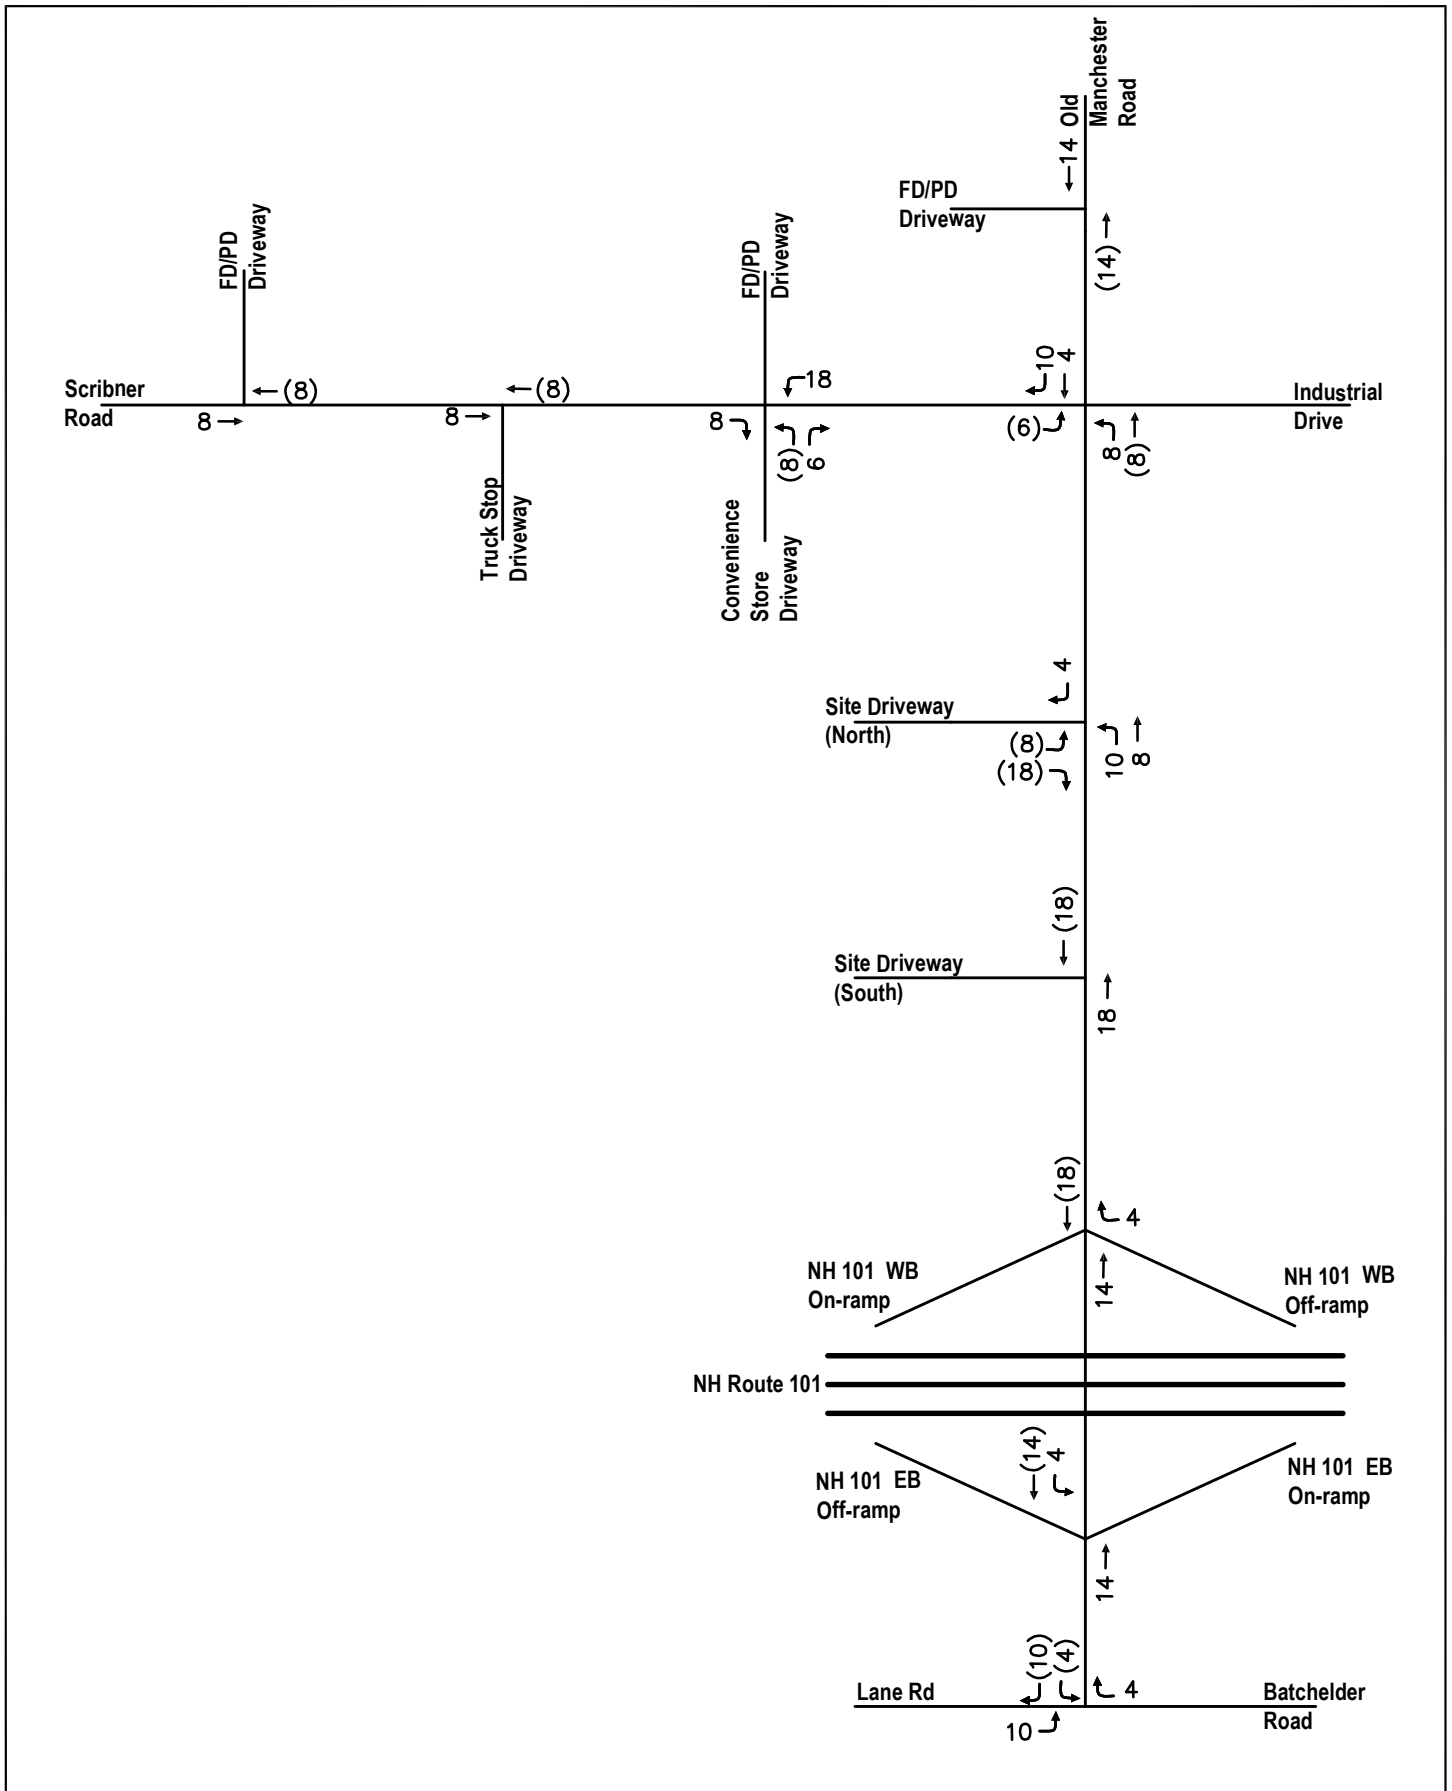 Old
Manchester
Road
14
FD/PD
Driveway
(14)
FD/PD
Driveway
FD/PD
Driveway
Scribner
Road
(8)
8
(8)
8
18
8
(8)
6
10
4
(6)
8
(8)
Industrial
Drive
Truck Stop
Driveway
Convenience
Store
Driveway
4
Site Driveway
(North)
(8)
(18)
10
8
(18)
Site Driveway
(South)
18
(18)
4
NH 101 WB
On-ramp
14
NH 101 WB
Off-ramp
NH Route 101
(14)
4
NH 101 EB
Off-ramp
NH 101 EB
On-ramp
14
(10)
(4)
4
Lane Rd
Batchelder
Road
10